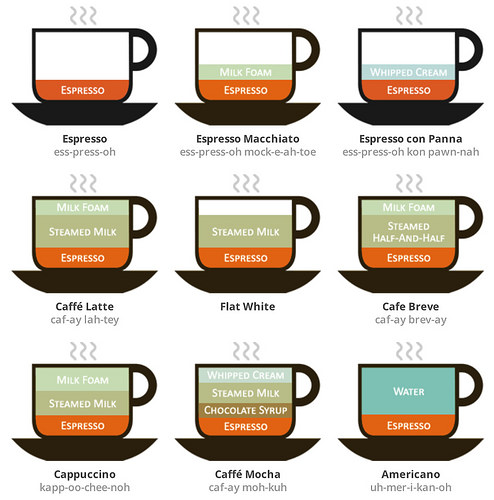 Espresso
Espresso
ess-press-oh
Milk Foam
Espresso
Espresso Macchiato
ess-press-oh mock-e-ah-toe
Whipped Cream
Espresso
Espresso con Panna
ess-press-oh kon pawn-nah
Milk Foam
Steamed Milk
Espresso
Caffé Latte
caf-ay lah-tey
Steamed Milk
Espresso
Flat White
Milk Foam
Steamed
Half-And-Half
Espresso
Cafe Breve
caf-ay brev-ay
Milk Foam
Steamed Milk
Espresso
Cappuccino
kapp-oo-chee-noh
Whipped Cream
Steamed Milk
Chocolate Syrup
Espresso
Caffé Mocha
caf-ay moh-kuh
Water
Espresso
Americano
uh-mer-i-kan-oh